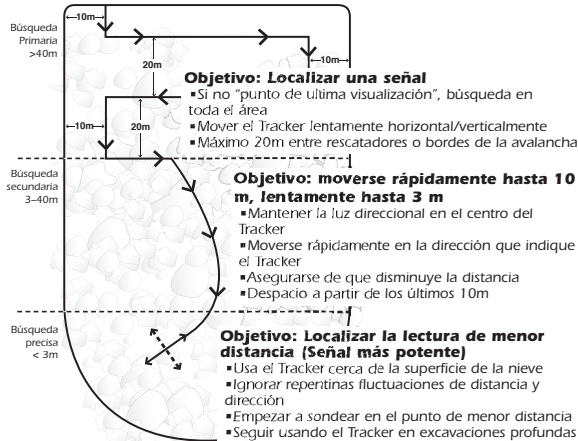 Búsqueda
Primaria
>40m
10m
20m
10m
Objetivo: Localizar una señal
▪Si no “punto de ultima visualización”, búsqueda en
toda el área
▪Mover el Tracker lentamente horizontal/verticalmente
▪Máximo 20m entre rescatadores o bordes de la avalancha
10m
20m
Búsqueda
secundaria
3–40m
Objetivo: moverse rápidamente hasta 10
m, lentamente hasta 3 m
▪Mantener la luz direccional en el centro del
Tracker
▪Moverse rápidamente en la dirección que indique
el Tracker
▪Asegurarse de que disminuye la distancia
▪Despacio a partir de los últimos 10m
Búsqueda
precisa
< 3m
Objetivo: Localizar la lectura de menor
distancia (Señal más potente)
▪Usa el Tracker cerca de la superficie de la nieve
▪Ignorar repentinas fluctuaciones de distancia y
dirección
▪Empezar a sondear en el punto de menor distancia
▪Seguir usando el Tracker en excavaciones profundas